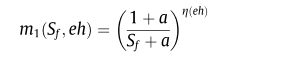 m₁(S_f, eh) = ((1 + a)/(S_f + a))^η(eh)